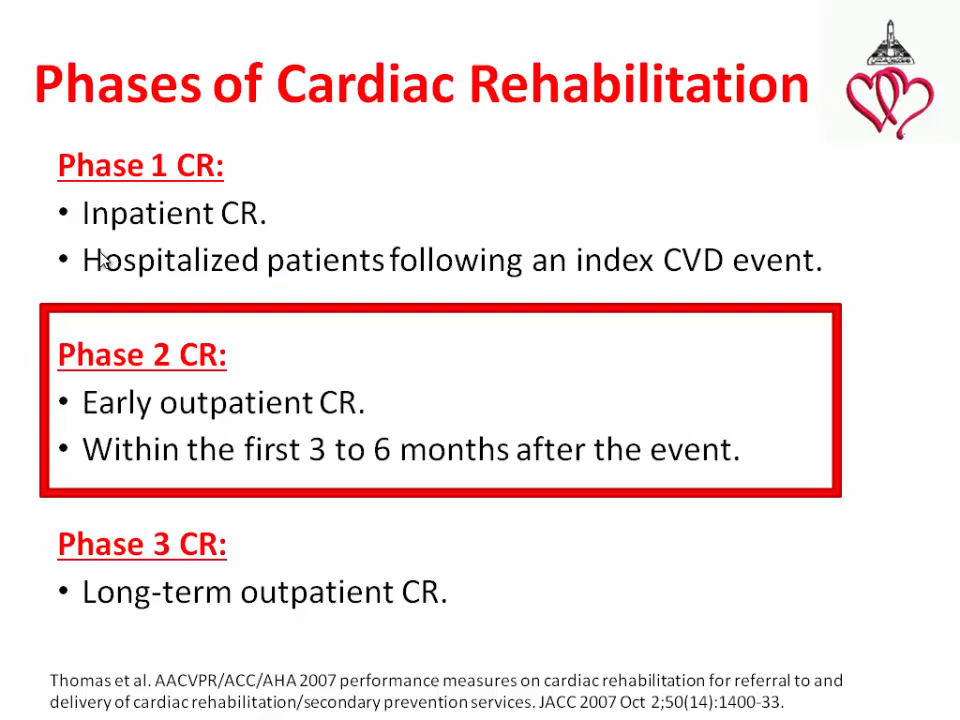 Phases of Cardiac Rehabilitation
Phase 1 CR:
• Inpatient CR.
• Hospitalized patients following an index CVD event.
Phase 2 CR:
• Early outpatient CR.
• Within the first 3 to 6 months after the event.
Phase 3 CR:
• Long-term outpatient CR.
Thomas et al. AACVPR/ACC/AHA 2007 performance measures on cardiac rehabilitation for referral to and
delivery of cardiac rehabilitation/secondary prevention services. JACC 2007 Oct 2;50(14):1400-33.